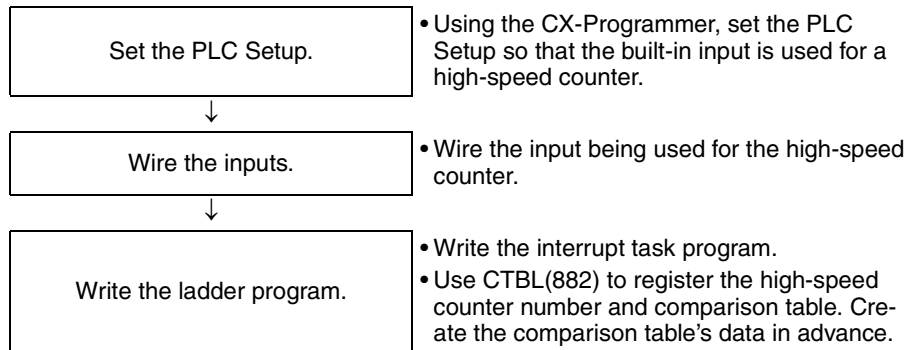 Set the PLC Setup.
• Using the CX-Programmer, set the PLC
Setup so that the built-in input is used for a
high-speed counter.
↓
Wire the inputs.
• Wire the input being used for the high-speed
counter.
↓
Write the ladder program.
• Write the interrupt task program.
• Use CTBL(882) to register the high-speed
counter number and comparison table. Cre-
ate the comparison table's data in advance.